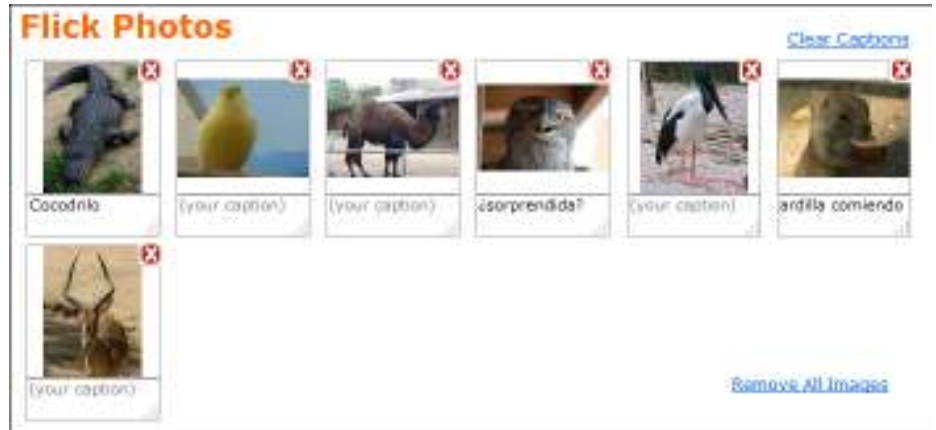 Flick Photos
Clear Captions
Cocodrilo
(your caption)
(your caption)
¿sorprendida?
(your caption)
ardilla comiendo
(your caption)
Remove All Images